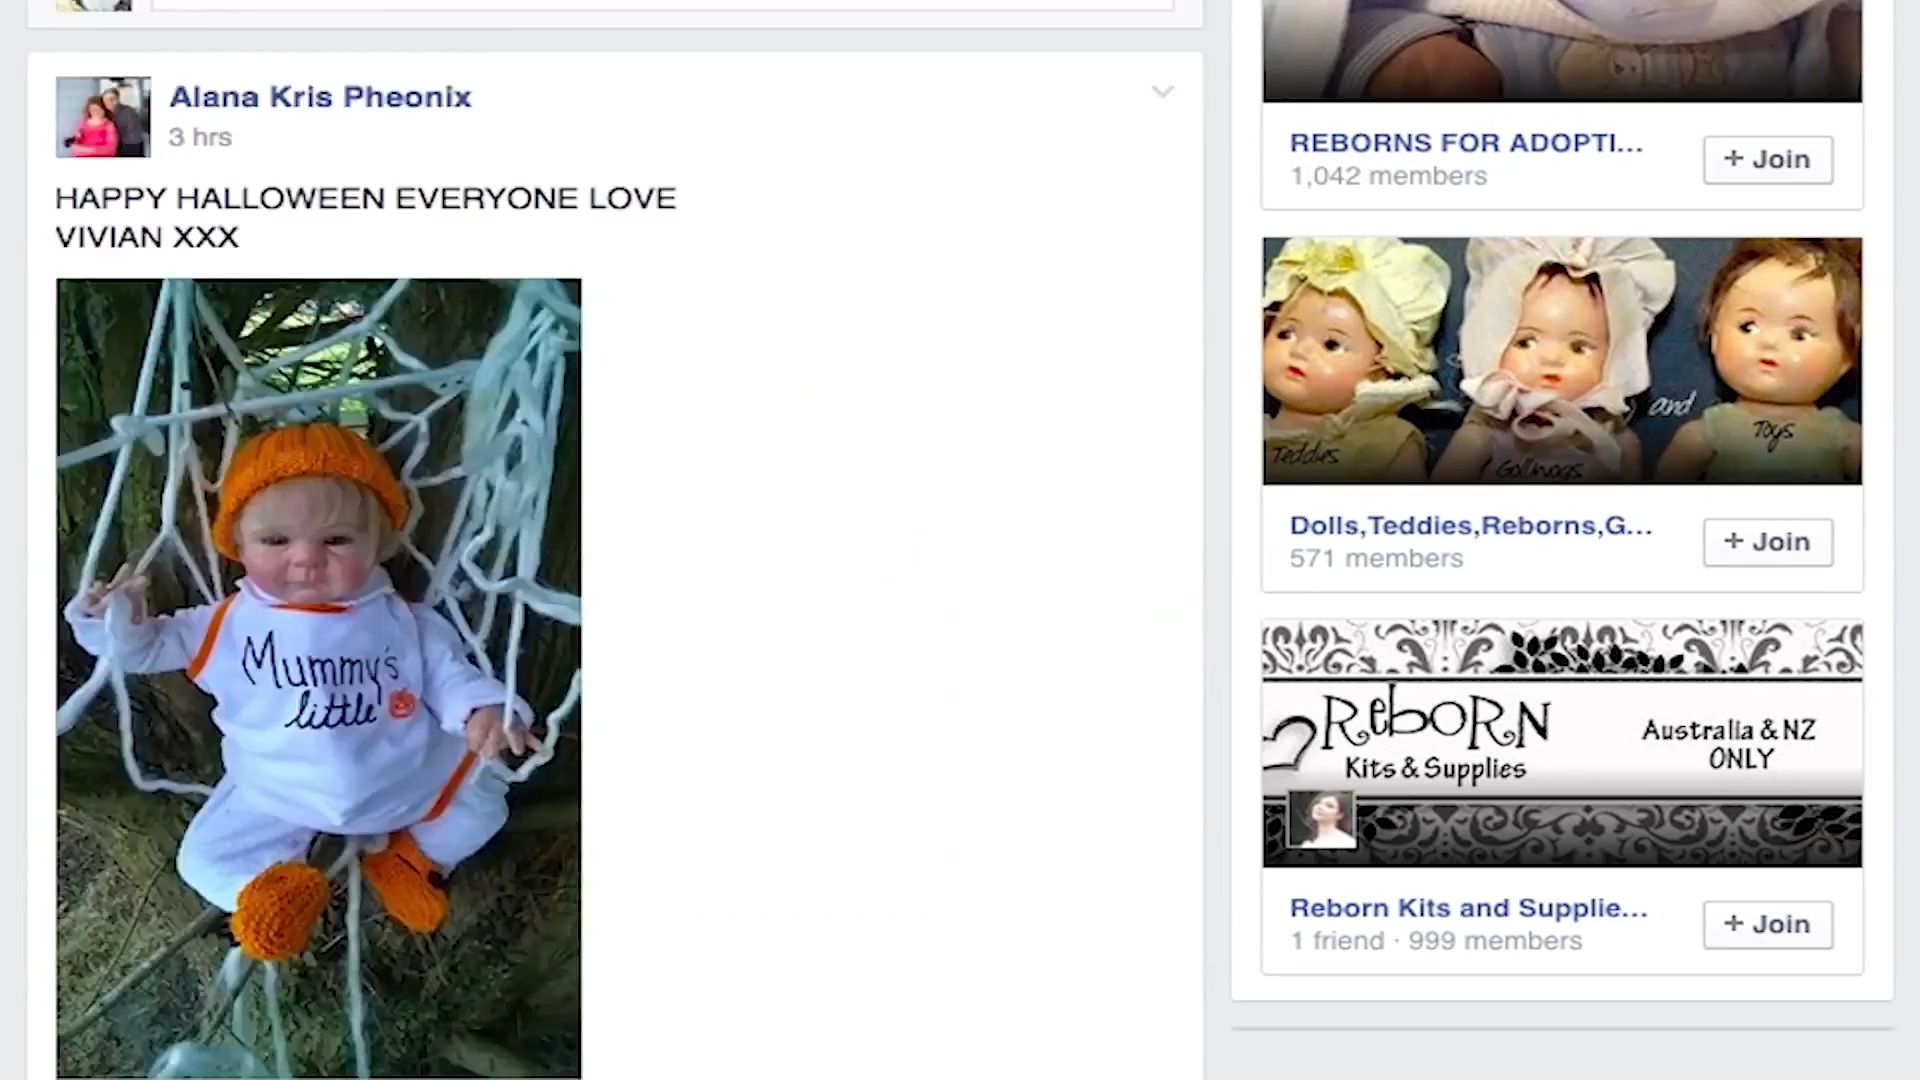 Alana Kris Pheonix
3 hrs
HAPPY HALLOWEEN EVERYONE LOVE
VIVIAN XXX
Mummy's
little
REBORNS FOR ADOPTI...
1,042 members
+ Join
and
Toys
Teddies
Golliwogs
Dolls,Teddies,Reborns,G...
571 members
+ Join
Reborn
Kits & Supplies
Australia & NZ
ONLY
Reborn Kits and Supplie...
1 friend · 999 members
+ Join